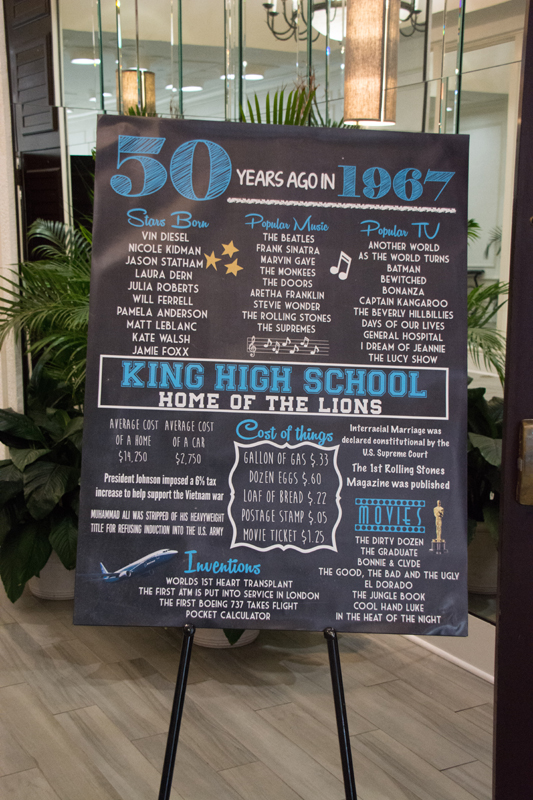 50 YEARS AGO IN 1967
Stars Born
VIN DIESEL
NICOLE KIDMAN
JASON STATHAM
LAURA DERN
JULIA ROBERTS
WILL FERRELL
PAMELA ANDERSON
MATT LEBLANC
KATE WALSH
JAMIE FOXX
Popular Music
THE BEATLES
FRANK SINATRA
MARVIN GAYE
THE MONKEES
THE DOORS
ARETHA FRANKLIN
STEVIE WONDER
THE ROLLING STONES
THE SUPREMES
Popular TV
ANOTHER WORLD
AS THE WORLD TURNS
BATMAN
BEWITCHED
BONANZA
CAPTAIN KANGAROO
THE BEVERLY HILLBILLIES
DAYS OF OUR LIVES
GENERAL HOSPITAL
I DREAM OF JEANNIE
THE LUCY SHOW
KING HIGH SCHOOL
HOME OF THE LIONS
AVERAGE COST
OF A HOME
$14,250
AVERAGE COST
OF A CAR
$2,750
President Johnson imposed a 6% tax
increase to help support the Vietnam war
MUHAMMAD ALI WAS STRIPPED OF HIS HEAVYWEIGHT
TITLE FOR REFUSING INDUCTION INTO THE U.S. ARMY
Cost of things
GALLON OF GAS $.33
DOZEN EGGS $.60
LOAF OF BREAD $.22
POSTAGE STAMP $.05
MOVIE TICKET $1.25
Interracial Marriage was
declared constitutional by the
U.S. Supreme Court
The 1st Rolling Stones
Magazine was published
MOVIES
THE DIRTY DOZEN
THE GRADUATE
BONNIE & CLYDE
THE GOOD, THE BAD AND THE UGLY
EL DORADO
THE JUNGLE BOOK
COOL HAND LUKE
IN THE HEAT OF THE NIGHT
Inventions
WORLDS 1ST HEART TRANSPLANT
THE FIRST ATM IS PUT INTO SERVICE IN LONDON
THE FIRST BOEING 737 TAKES FLIGHT
POCKET CALCULATOR